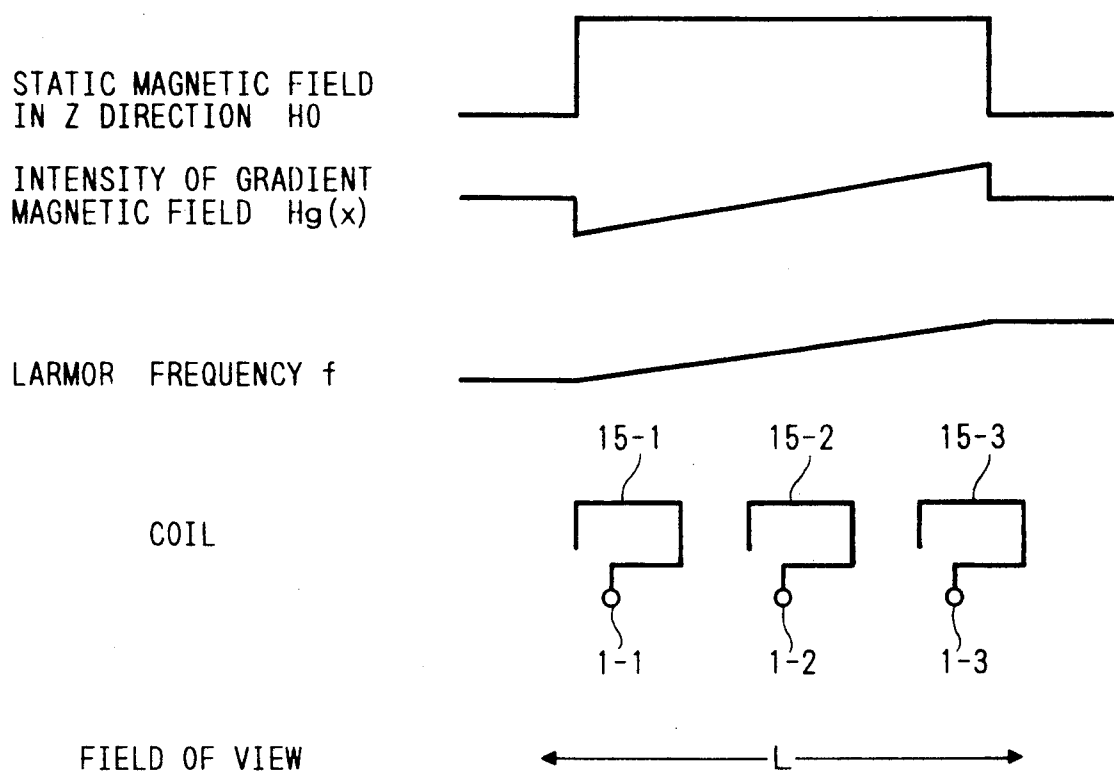 STATIC MAGNETIC FIELD
IN Z DIRECTION H0
INTENSITY OF GRADIENT
MAGNETIC FIELD Hg(x)
LARMOR FREQUENCY f
15-1 15-2 15-3
COIL
1-1 1-2 1-3
FIELD OF VIEW L